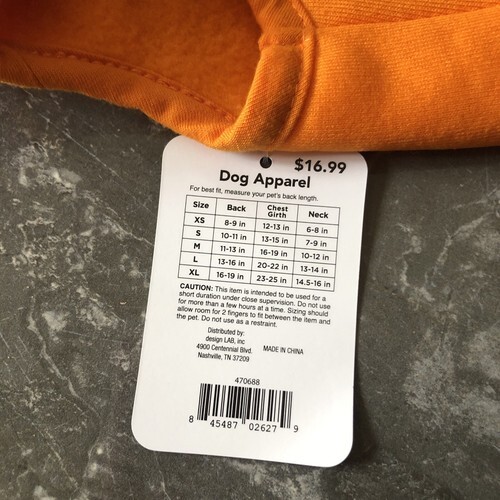 $16.99
Dog Apparel
For best fit, measure your pet's back length.
Size Back Chest Girth Neck
XS 8-9 in 12-13 in 6-8 in
S 10-11 in 13-15 in 7-9 in
M 11-13 in 16-19 in 10-12 in
L 13-16 in 20-22 in 13-14 in
XL 16-19 in 23-25 in 14.5-16 in
CAUTION: This item is intended to be used for a
short duration under close supervision. Do not use
for more than a few hours at a time. Sizing should
allow room for 2 fingers to fit between the item and
the pet. Do not use as a restraint.
Distributed by:
design LAB, inc
4900 Centennial Blvd.
Nashville, TN 37209
MADE IN CHINA
470688
8 45487 02627 9